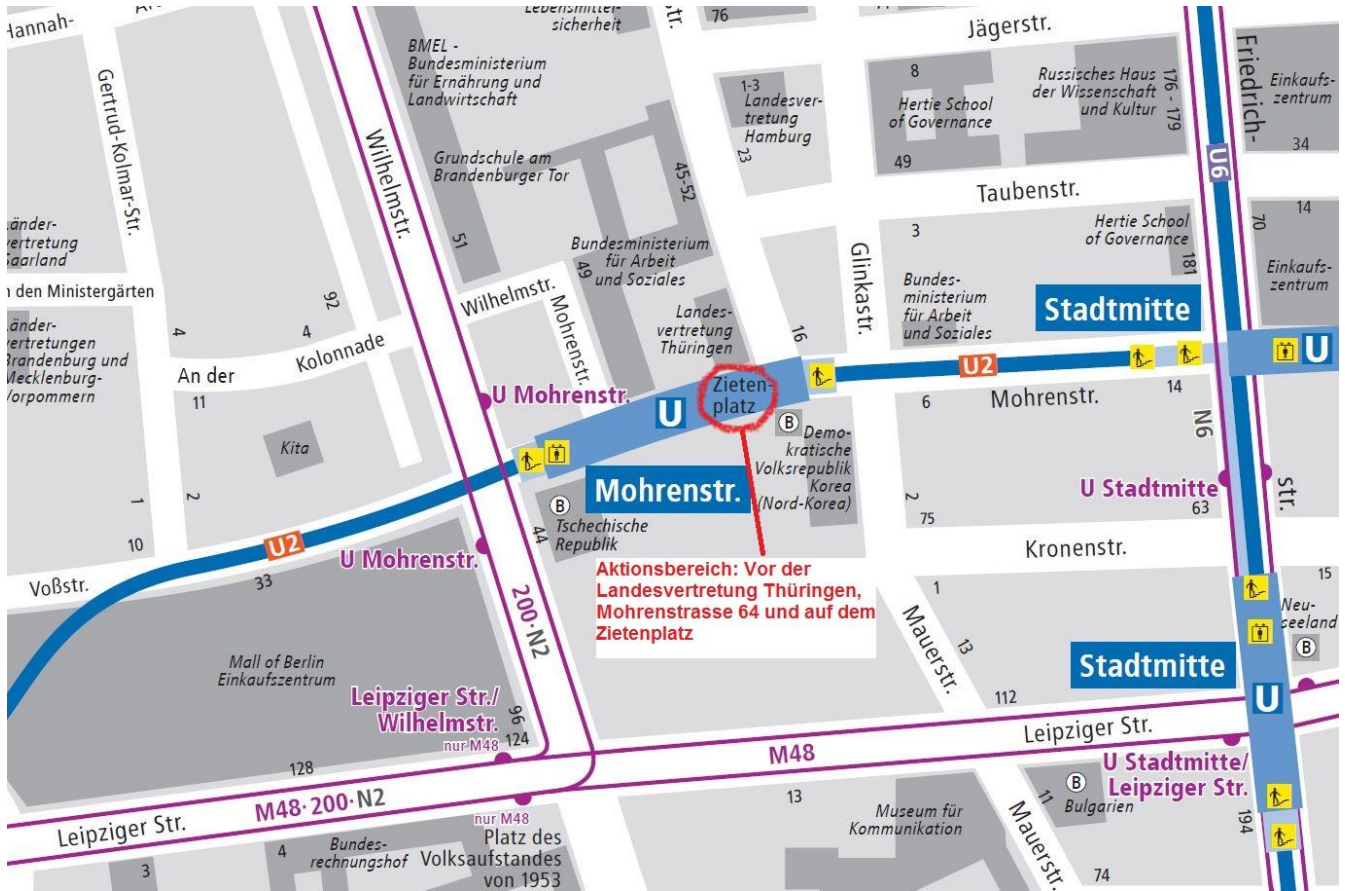 Hannah-
Lebensmittel-
sicherheit
str.
76
Jägerstr.
BMEL -
Bundesministerium
für Ernährung und
Landwirtschaft
Gertrud-Kolmar-Str.
Wilhelmstr.
1-3
Landesver-
tretung
Hamburg
23
8
Hertie School
of Governance
49
Russisches Haus
der Wissenschaft
und Kultur
176 - 179
Friedrich-
Einkaufs-
zentrum
34
U6
Grundschule am
Brandenburger Tor
45-52
51
Taubenstr.
änder-
vertretung
Saarland
n den Ministergärten
änder-
vertretungen
Brandenburg und
Mecklenburg-
Vorpommern
92
4
4
Kolonnade
An der
11
Kita
Bundesministerium
für Arbeit
und Soziales
49
Wilhelmstr.
Mohrenstr.
Landes-
vertretung
Thüringen
16
Glinkastr.
3
Bundes-
ministerium
für Arbeit
und Soziales
Hertie School
of Governance
181
70
14
Einkaufs-
zentrum
Stadtmitte
U
U2
14
Mohrenstr.
6
N6
U Mohrenstr.
U
Zieten-
platz
B
Demo-
kratische
Volksrepublik
Korea
(Nord-Korea)
Mohrenstr.
B
Tschechische
Republik
44
2
75
U Stadtmitte
63
str.
1
2
10
Voßstr.
U2
33
U Mohrenstr.
200·N2
Aktionsbereich: Vor der
Landesvertretung Thüringen,
Mohrenstrasse 64 und auf dem
Zietenplatz
Kronenstr.
1
13
Mauerstr.
15
Neu-
seeland
B
Stadtmitte
U
Mall of Berlin
Einkaufszentrum
Leipziger Str./
Wilhelmstr.
nur M48
96
124
112
Leipziger Str.
M48
128
M48·200·N2
Leipziger Str.
nur M48
U Stadtmitte/
Leipziger Str.
194
13
Museum für
Kommunikation
11
B
Bulgarien
Mauerstr.
74
3
4
Bundes-
rechnungshof
Platz des
Volksaufstandes
von 1953